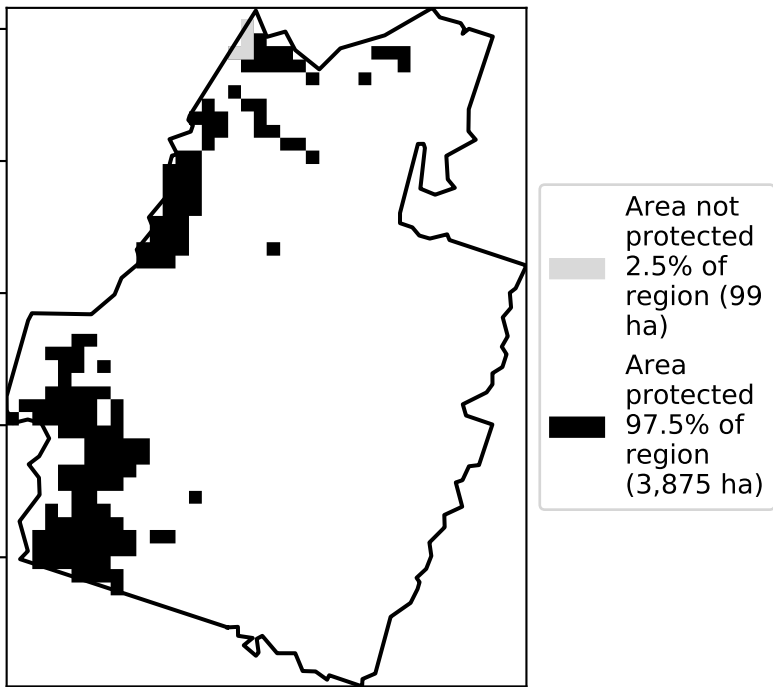 Area not
protected
2.5% of
region (99
ha)
Area
protected
97.5% of
region
(3,875 ha)